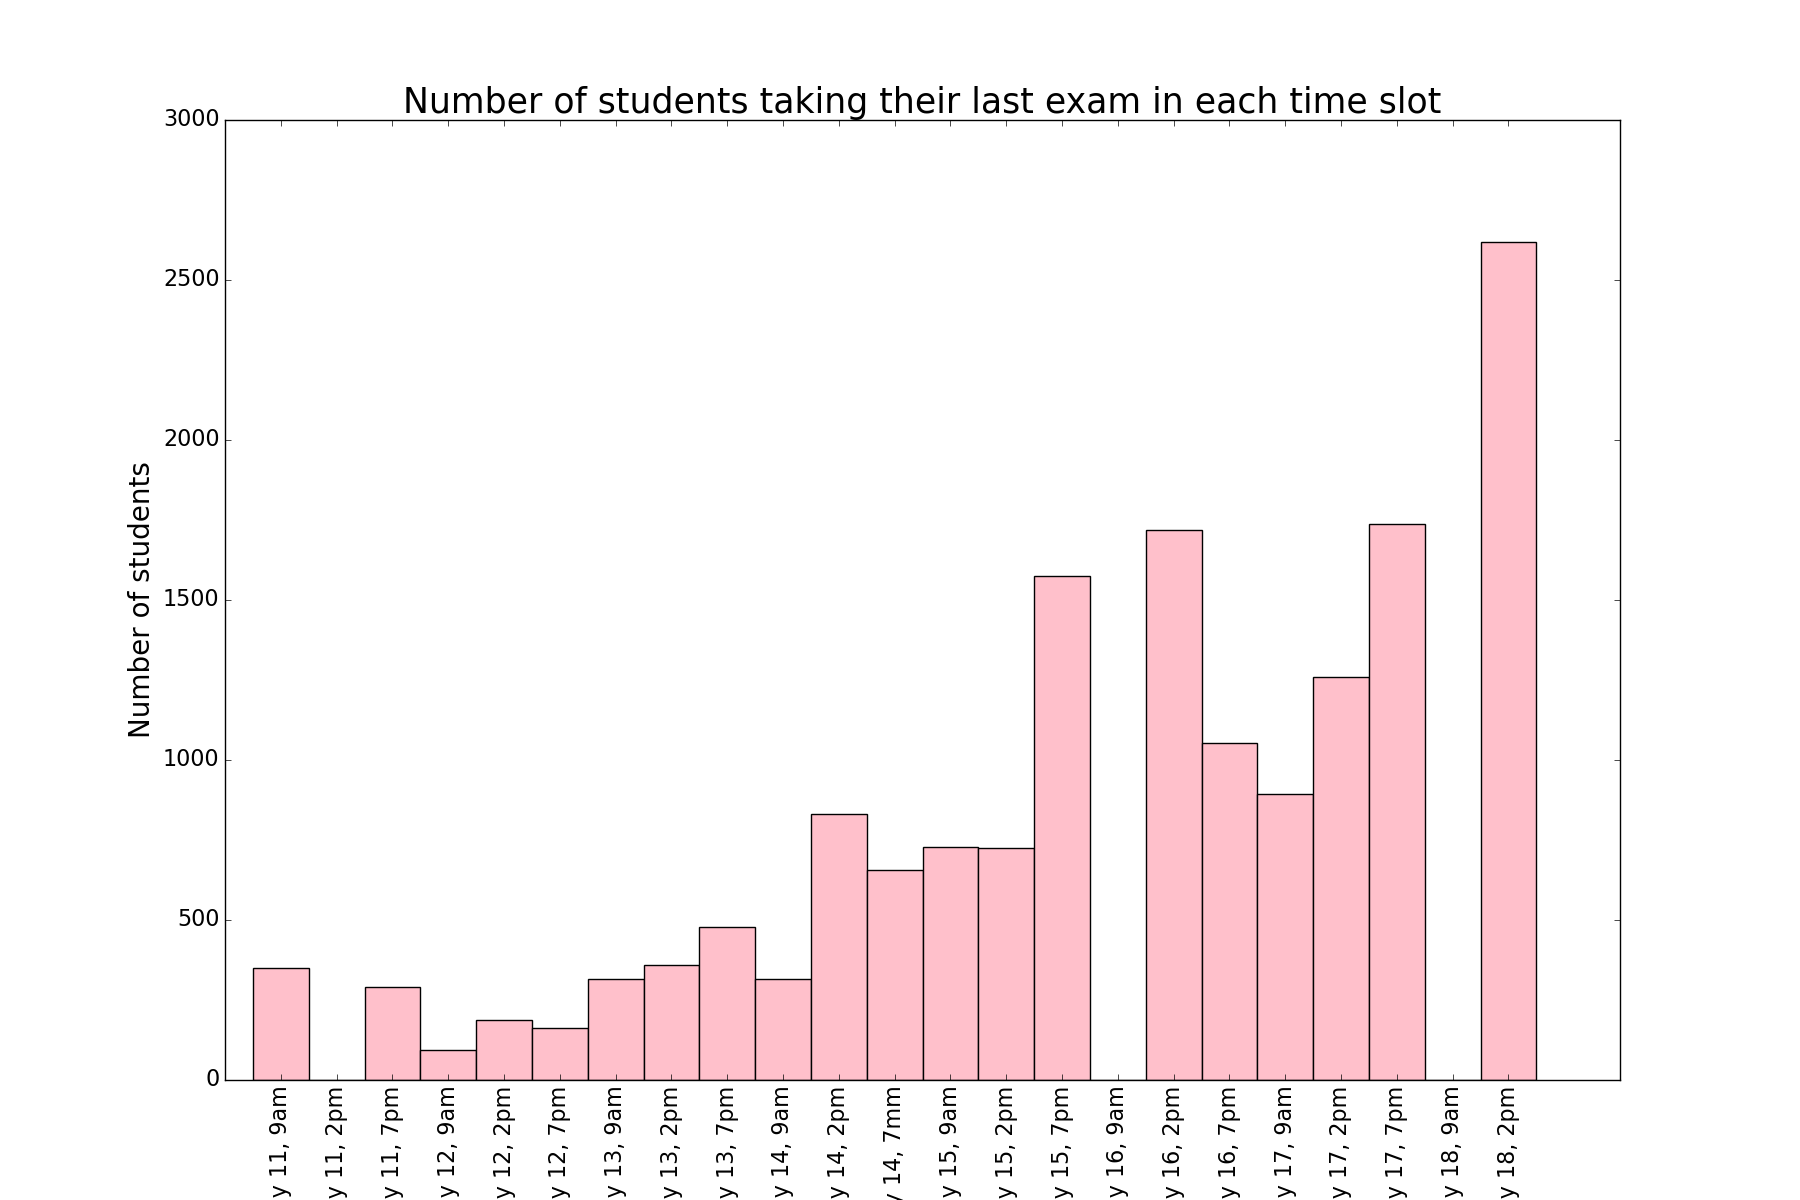 Number of students taking their last exam in each time slot
3000
2500
2000
1500
1000
500
0
Number of students
y 11, 9am
y 11, 2pm
y 11, 7pm
y 12, 9am
y 12, 2pm
y 12, 7pm
y 13, 9am
y 13, 2pm
y 13, 7pm
y 14, 9am
y 14, 2pm
y 14, 7mm
y 15, 9am
y 15, 2pm
y 15, 7pm
y 16, 9am
y 16, 2pm
y 16, 7pm
y 17, 9am
y 17, 2pm
y 17, 7pm
y 18, 9am
y 18, 2pm